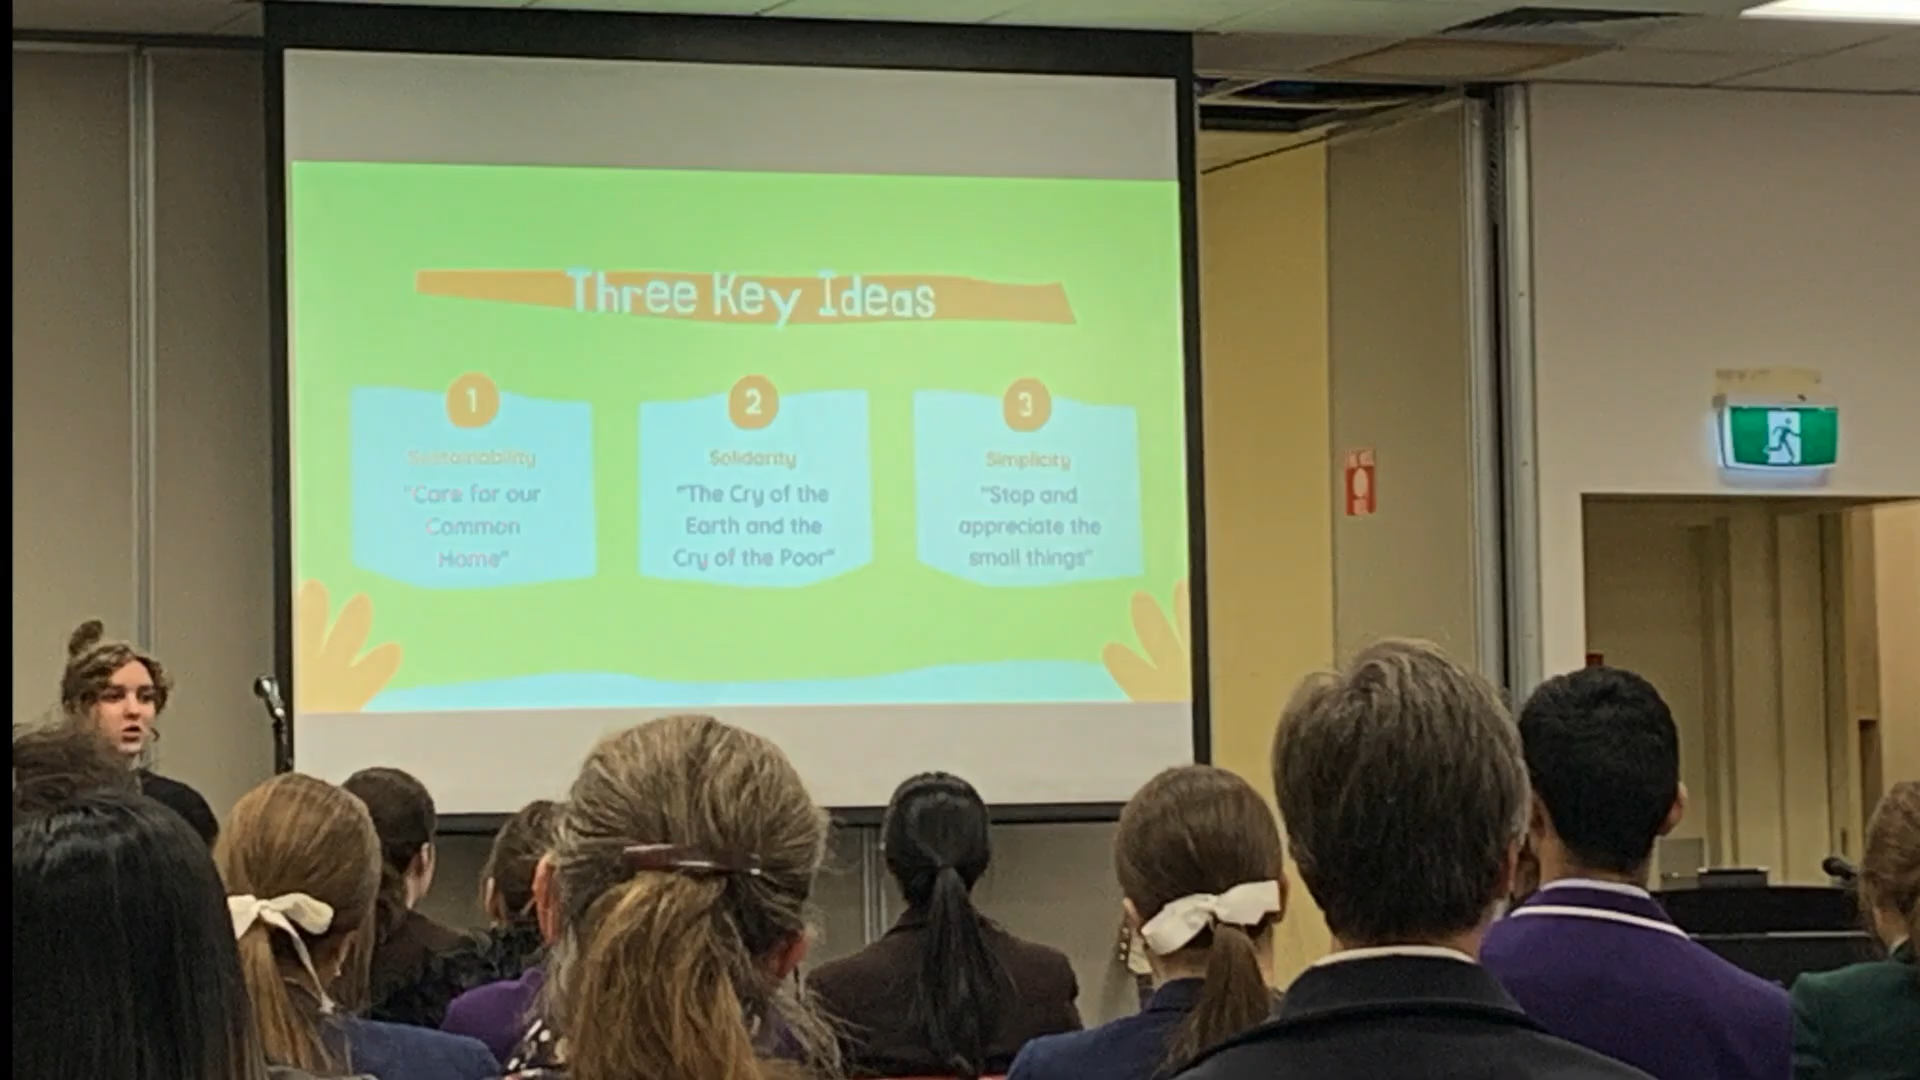 Three Key Ideas
1
Sustainability
"Care for our
Common
Home"
2
Solidarity
"The Cry of the
Earth and the
Cry of the Poor"
3
Simplicity
"Stop and
appreciate the
small things"